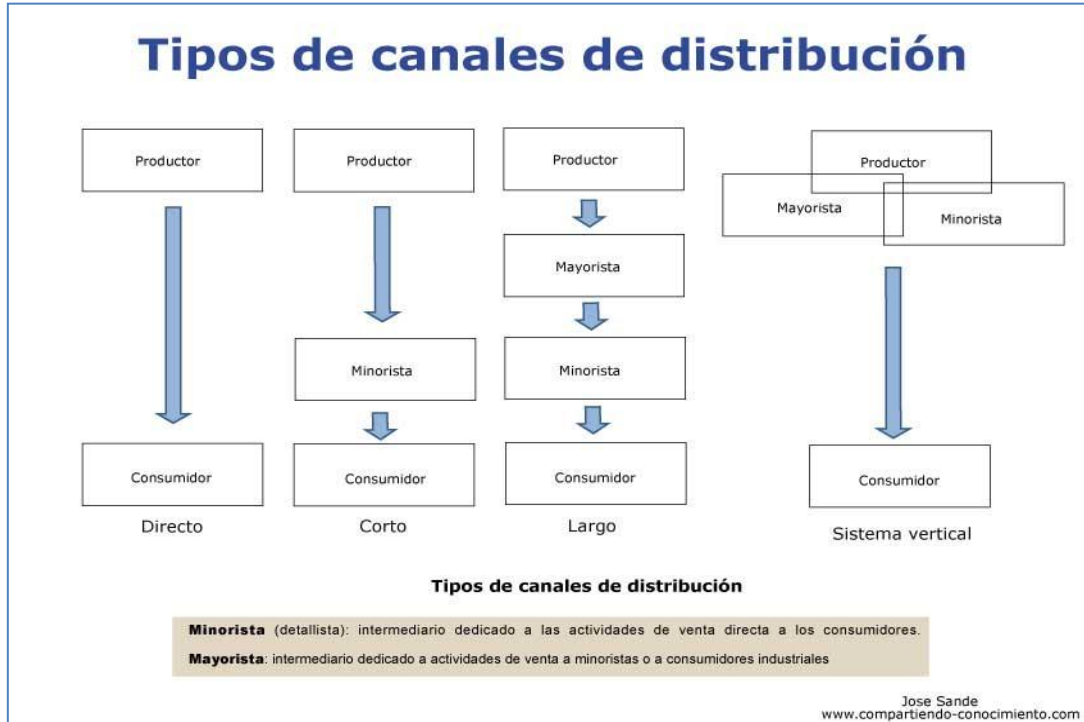 Tipos de canales de distribución
Productor
Consumidor
Directo
Productor
Minorista
Consumidor
Corto
Productor
Mayorista
Minorista
Consumidor
Largo
Productor
Mayorista
Minorista
Consumidor
Sistema vertical
Tipos de canales de distribución
Minorista (detallista): intermediario dedicado a las actividades de venta directa a los consumidores.
Mayorista: intermediario dedicado a actividades de venta a minoristas o a consumidores industriales
Jose Sande
www.compartiendo-conocimiento.com